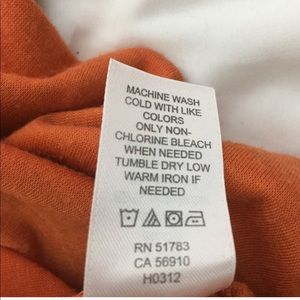 MACHINE WASH
COLD WITH LIKE
COLORS
ONLY NON-
CHLORINE BLEACH
WHEN NEEDED
TUMBLE DRY LOW
WARM IRON IF
NEEDED
RN 51783
CA 56910
H0312